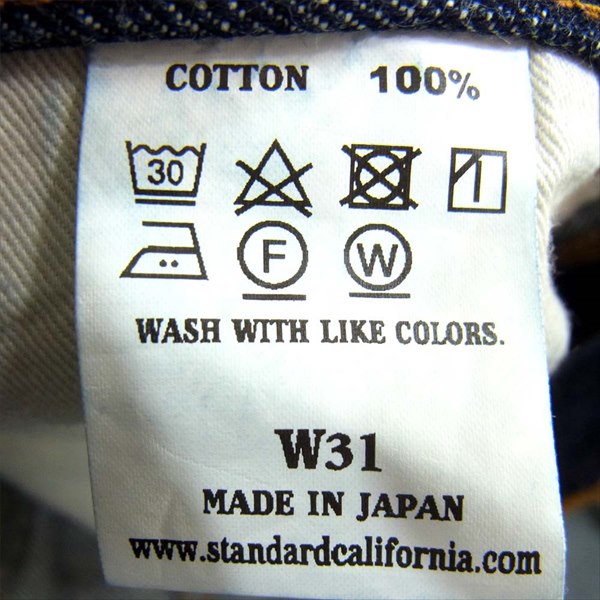 COTTON 100%
30
F W
WASH WITH LIKE COLORS.
W31
MADE IN JAPAN
www.standardcalifornia.com